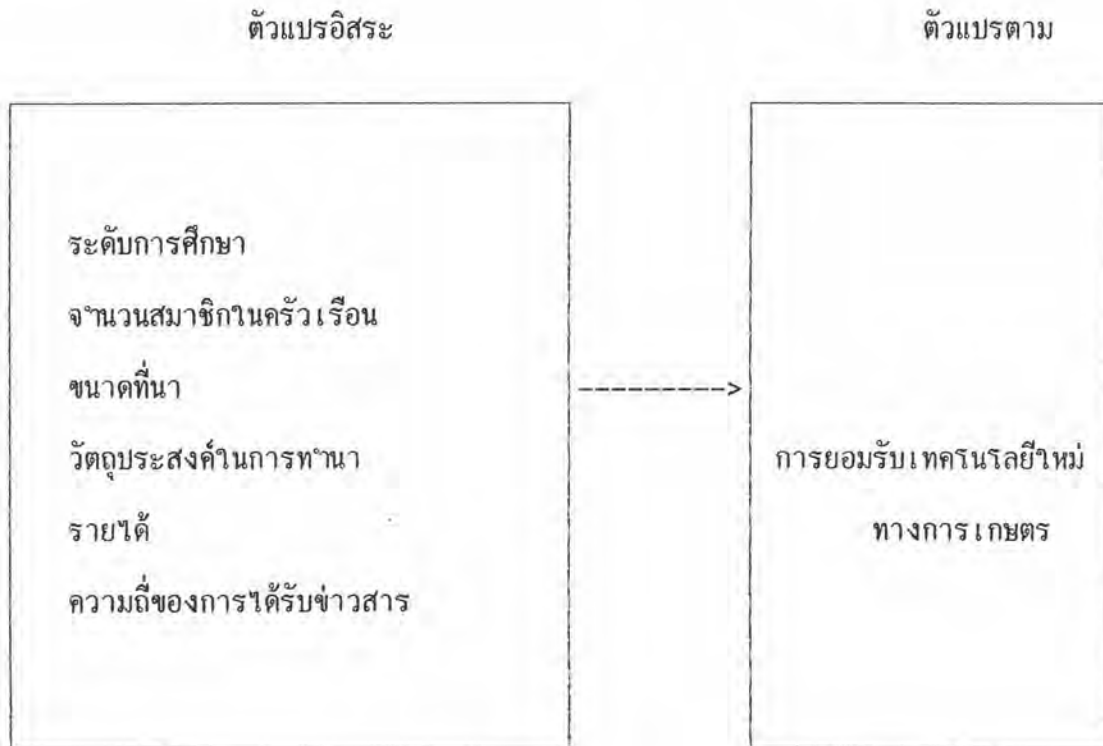 ตัวแปรอิสระ
ตัวแปรตาม
ระดับการศึกษา
จำนวนสมาชิกในครัวเรือน
ขนาดที่นา
วัตถุประสงค์ในการทำนา
รายได้
ความถี่ของการได้รับข่าวสาร
--------->
การยอมรับเทคโนโลยีใหม่
ทางการเกษตร